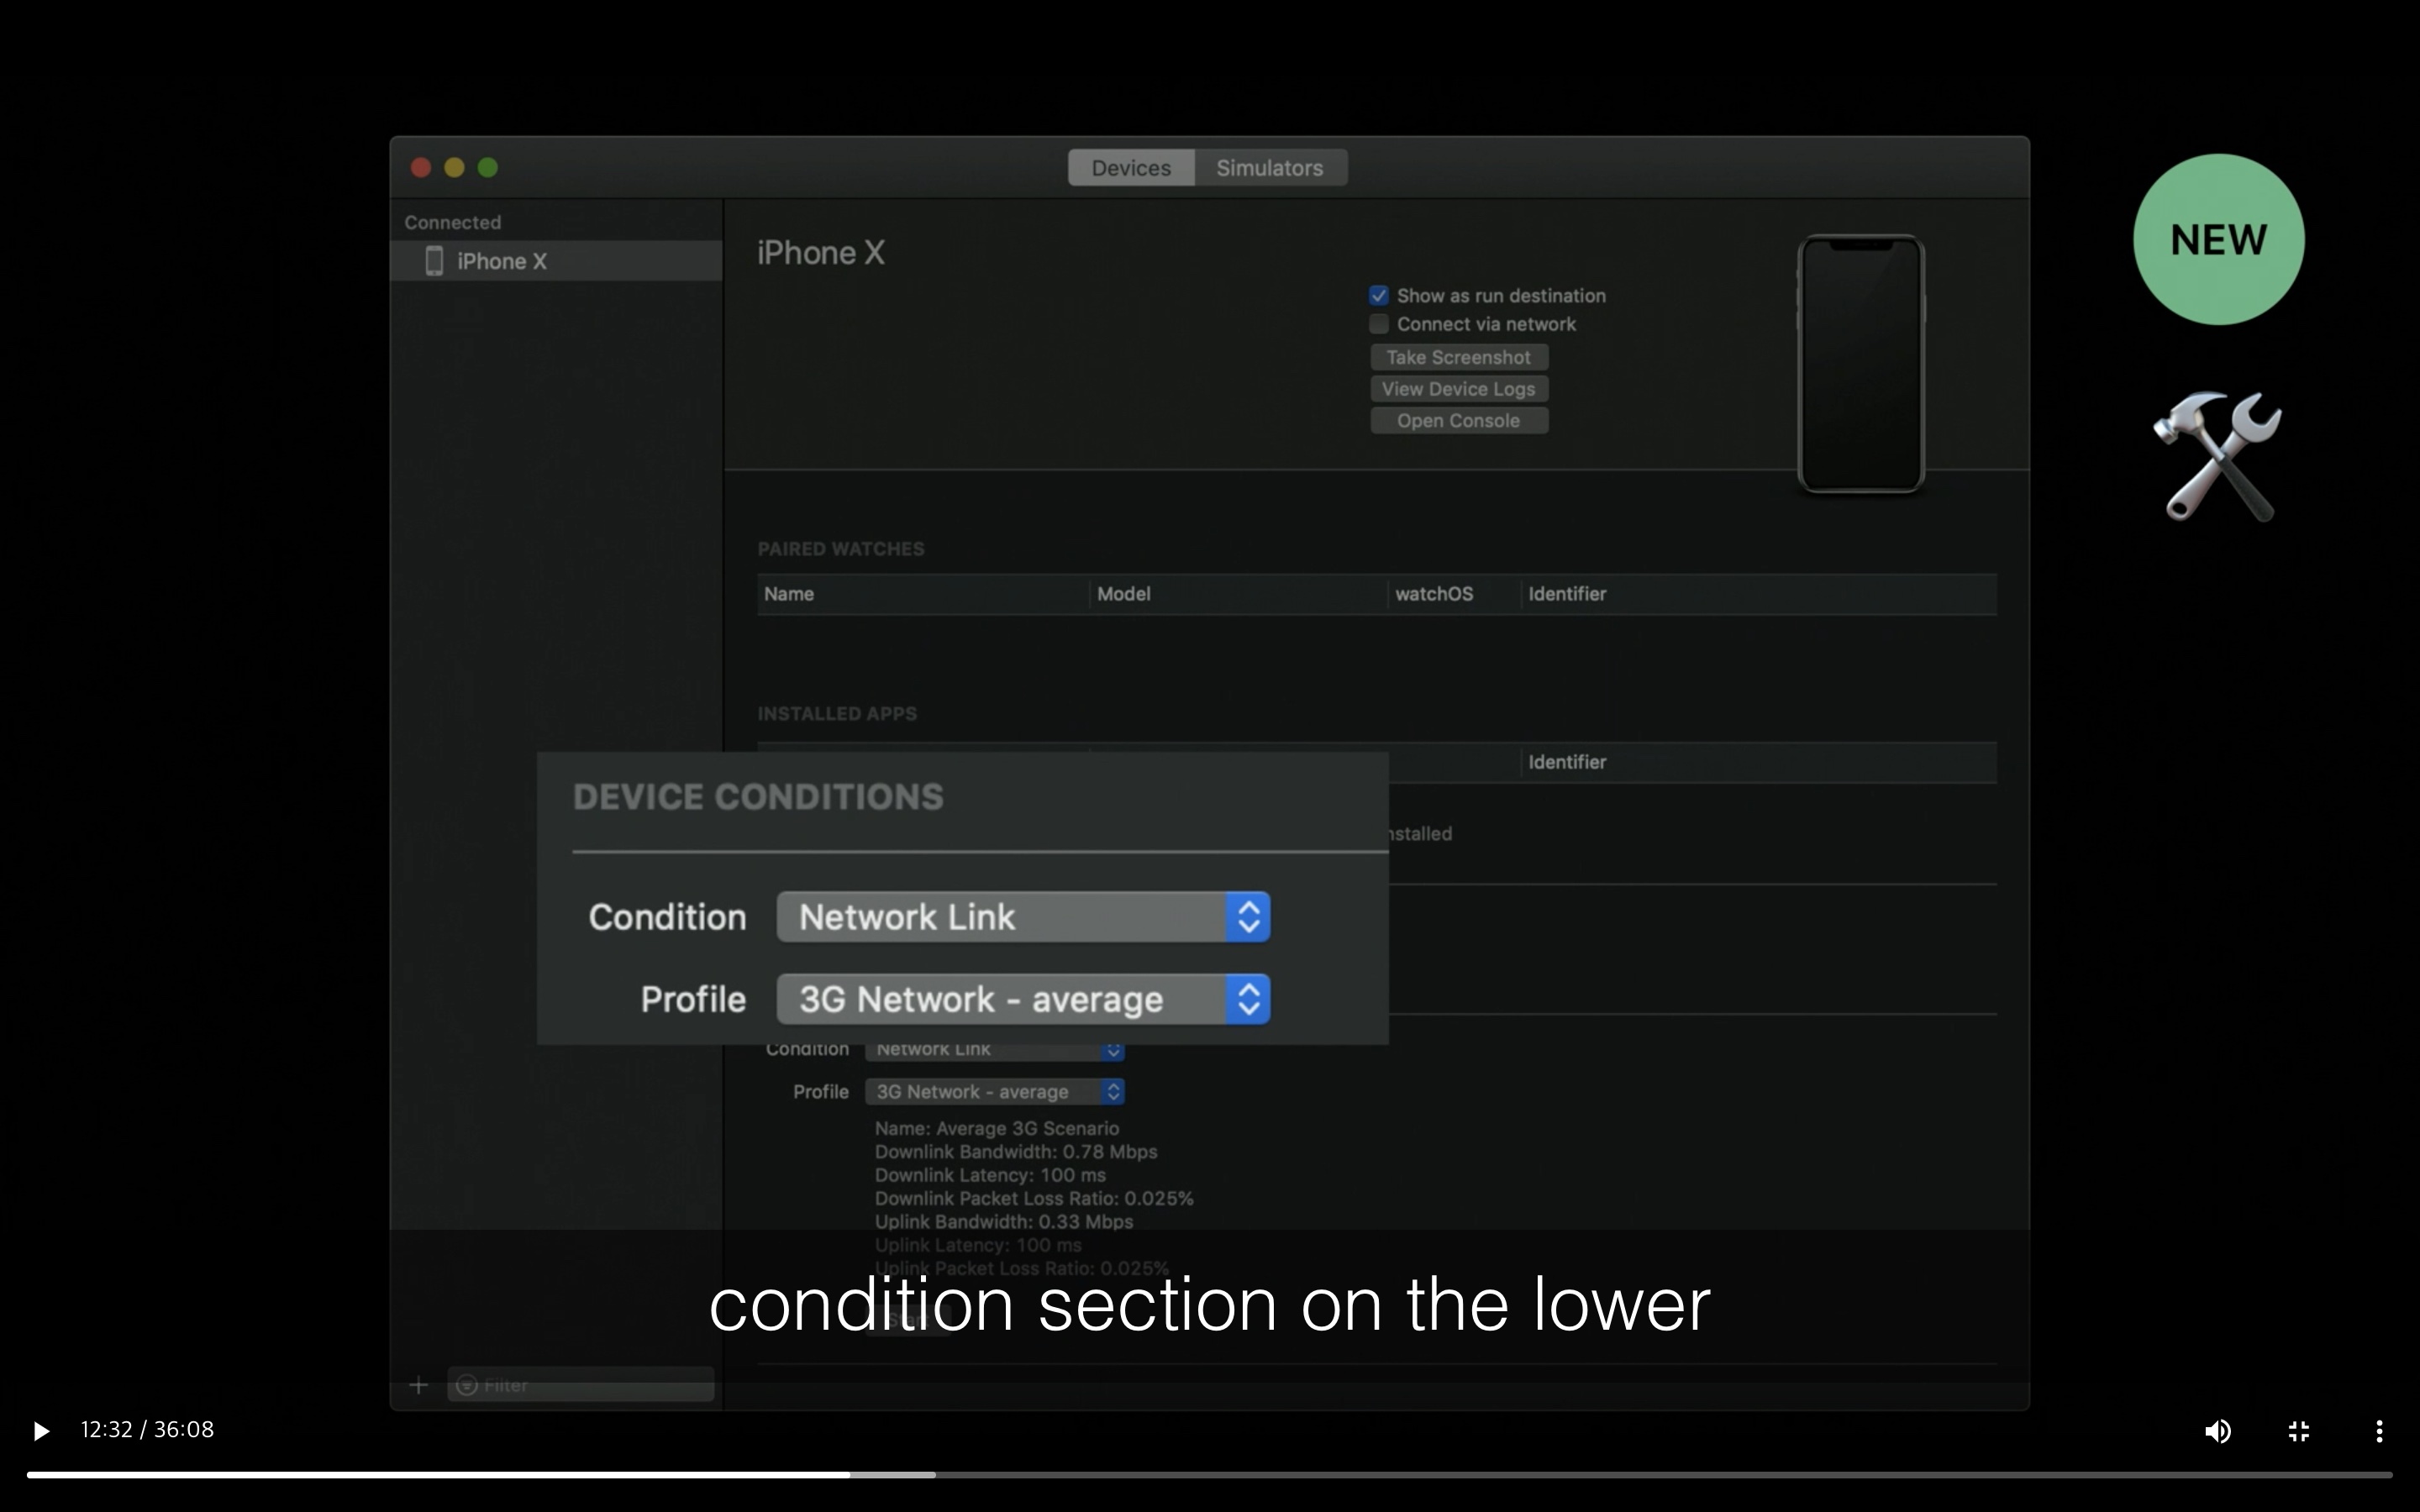 Devices Simulators
Connected
iPhone X
iPhone X
Show as run destination
Connect via network
Take Screenshot
View Device Logs
Open Console
NEW
PAIRED WATCHES
Name Model watchOS Identifier
INSTALLED APPS
Identifier
nstalled
DEVICE CONDITIONS
Condition Network Link
Profile 3G Network - average
Condition Network Link
Profile 3G Network - average
Name: Average 3G Scenario
Downlink Bandwidth: 0.78 Mbps
Downlink Latency: 100 ms
Downlink Packet Loss Ratio: 0.025%
Uplink Bandwidth: 0.33 Mbps
Uplink Latency: 100 ms
Uplink Packet Loss Ratio: 0.025%
condition section on the lower
Filter
12:32 / 36:08